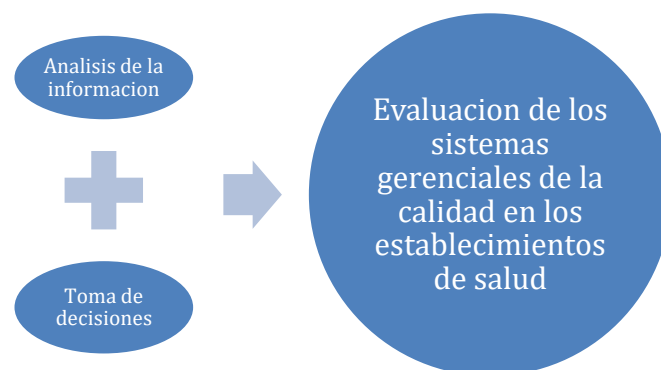 Analisis de la
informacion
Toma de
decisiones
Evaluacion de los
sistemas
gerenciales de la
calidad en los
establecimientos
de salud